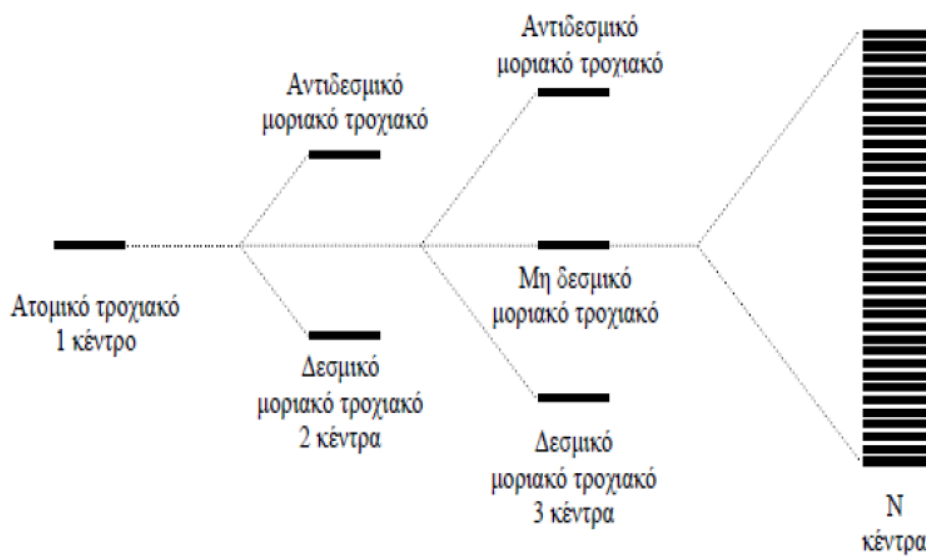 Αντιδεσμικό
μοριακό τροχιακό
Αντιδεσμικό
μοριακό τροχιακό
Ατομικό τροχιακό
1 κέντρο
Μη δεσμικό
μοριακό τροχιακό
Δεσμικό
μοριακό τροχιακό
2 κέντρα
Δεσμικό
μοριακό τροχιακό
3 κέντρα
Ν
κέντρα